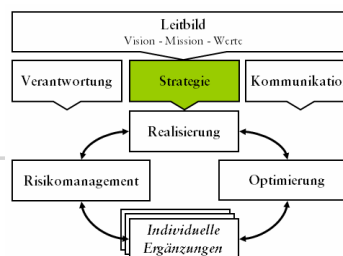 Leitbild
Vision - Mission - Werte
Verantwortung
Strategie
Kommunikatio
Realisierung
Risikomanagement
Optimierung
Individuelle
Ergänzungen